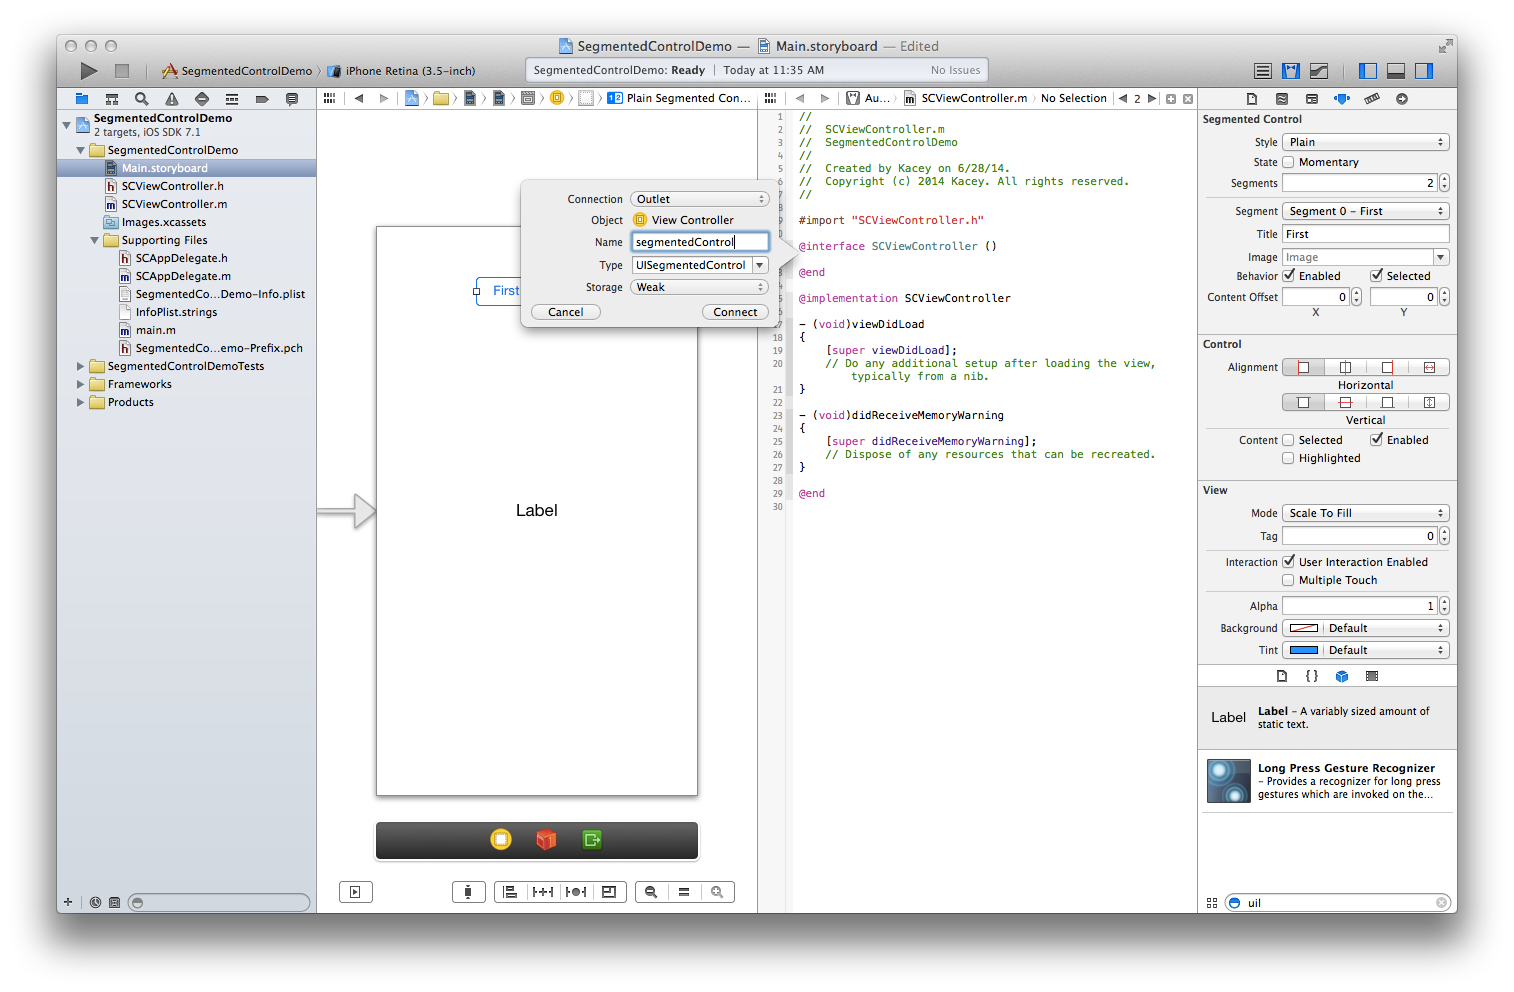 SegmentedControlDemo — Main.storyboard — Edited
SegmentedControlDemo 〉 iPhone Retina (3.5-inch)
SegmentedControlDemo: Ready | Today at 11:35 AM No Issues
Plain Segmented Con...
Au... 〉 SCViewController.m 〉 No Selection 2
SegmentedControlDemo
2 targets, iOS SDK 7.1
SegmentedControlDemo
Main.storyboard
SCViewController.h
SCViewController.m
Images.xcassets
Supporting Files
SCAppDelegate.h
SCAppDelegate.m
SegmentedCo...Demo-Info.plist
InfoPlist.strings
main.m
SegmentedCo...emo-Prefix.pch
SegmentedControlDemoTests
Frameworks
Products
First
Label
Connection Outlet
Object View Controller
Name segmentedControl
Type UISegmentedControl
Storage Weak
Cancel Connect
1 //
2 //  SCViewController.m
3 //  SegmentedControlDemo
4 //
5 //  Created by Kacey on 6/28/14.
6 //  Copyright (c) 2014 Kacey. All rights reserved.
7 //
8
9 #import "SCViewController.h"
@interface SCViewController ()
@end
@implementation SCViewController
- (void)viewDidLoad
18 {
19 [super viewDidLoad];
20 // Do any additional setup after loading the view,
typically from a nib.
21 }
22
23 - (void)didReceiveMemoryWarning
24 {
25 [super didReceiveMemoryWarning];
26 // Dispose of any resources that can be recreated.
27 }
28
29 @end
30
Segmented Control
Style Plain
State Momentary
Segments 2
Segment Segment 0 – First
Title First
Image Image
Behavior Enabled Selected
Content Offset 0 0
X Y
Control
Alignment
Horizontal
Vertical
Content Selected Enabled
Highlighted
View
Mode Scale To Fill
Tag 0
Interaction User Interaction Enabled
Multiple Touch
Alpha 1
Background Default
Tint Default
{ }
Label
Label – A variably sized amount of
static text.
Long Press Gesture Recognizer
– Provides a recognizer for long press
gestures which are invoked on the...
uil